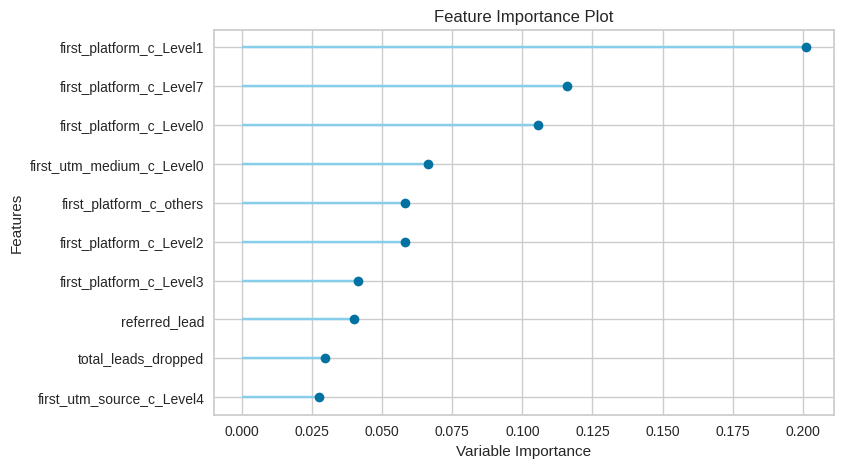 Feature Importance Plot
Features
first_platform_c_Level1
first_platform_c_Level7
first_platform_c_Level0
first_utm_medium_c_Level0
first_platform_c_others
first_platform_c_Level2
first_platform_c_Level3
referred_lead
total_leads_dropped
first_utm_source_c_Level4
0.000 0.025 0.050 0.075 0.100 0.125 0.150 0.175 0.200
Variable Importance